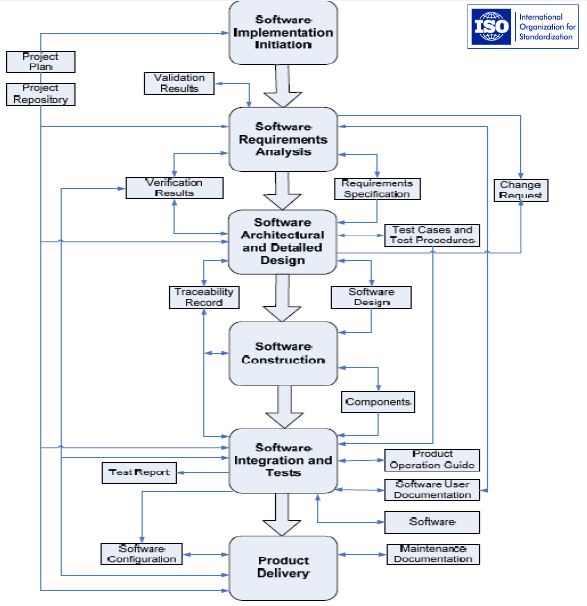 Software
Implementation
Initiation
ISO
International
Organization for
Standardization
Project
Plan
Project
Repository
Validation
Results
Software
Requirements
Analysis
Verification
Results
Requirements
Specification
Change
Request
Software
Architectural
and Detailed
Design
Test Cases and
Test Procedures
Traceability
Record
Software
Design
Software
Construction
Components
Software
Integration and
Tests
Product
Operation Guide
Test Report
Software User
Documentation
Software
Software
Configuration
Product
Delivery
Maintenance
Documentation